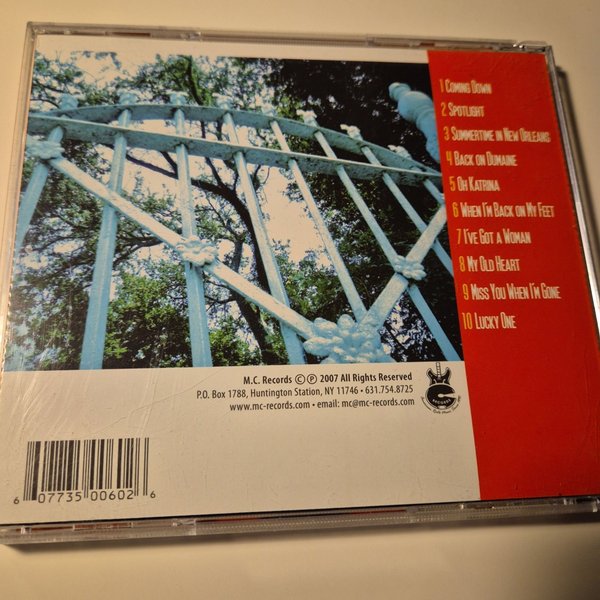 1 Coming Down
2 Spotlight
3 Summertime in New Orleans
4 Back on Dumaine
5 Oh Katrina
6 When I'm Back on My Feet
7 I've Got a Woman
8 My Old Heart
9 Miss You When I'm Gone
10 Lucky One
M.C. Records © ℗ 2007 All Rights Reserved
P.O. Box 1788, Huntington Station, NY 11746 • 631.754.8725
www.mc-records.com • email: mc@mc-records.com
RECORDS
6 07735 00602 6